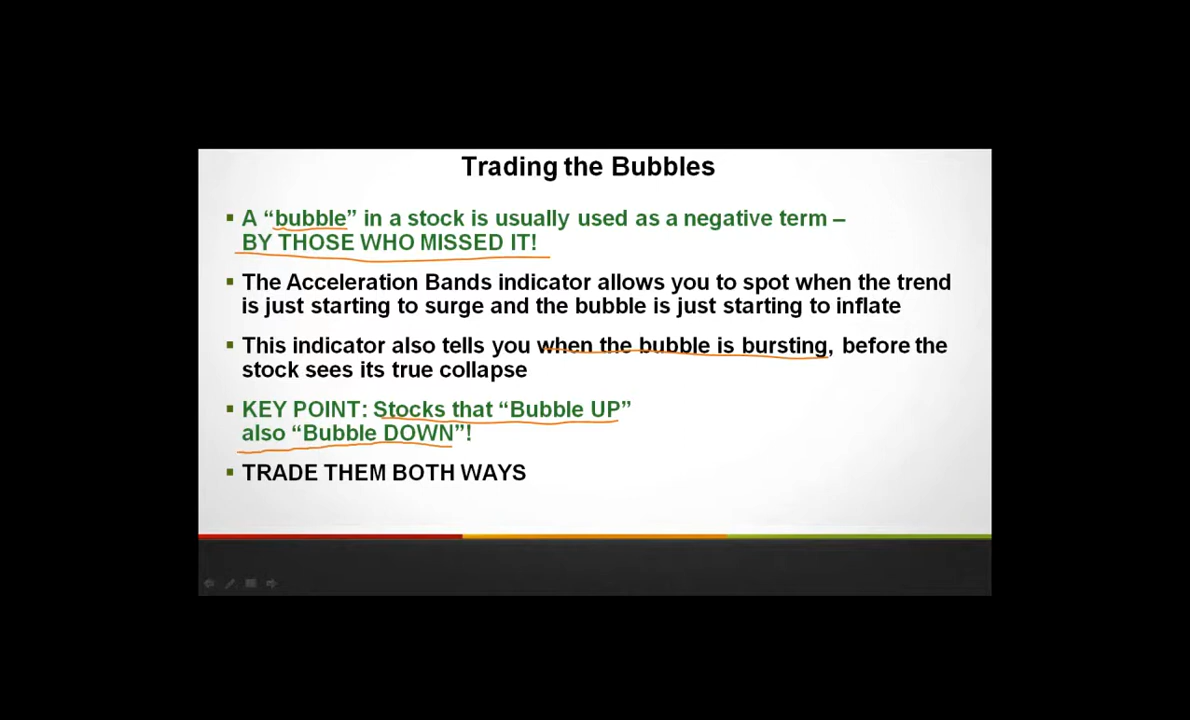 Trading the Bubbles
▪ A “bubble” in a stock is usually used as a negative term –
BY THOSE WHO MISSED IT!
▪ The Acceleration Bands indicator allows you to spot when the trend
is just starting to surge and the bubble is just starting to inflate
▪ This indicator also tells you when the bubble is bursting, before the
stock sees its true collapse
▪ KEY POINT: Stocks that “Bubble UP”
also “Bubble DOWN”!
▪ TRADE THEM BOTH WAYS